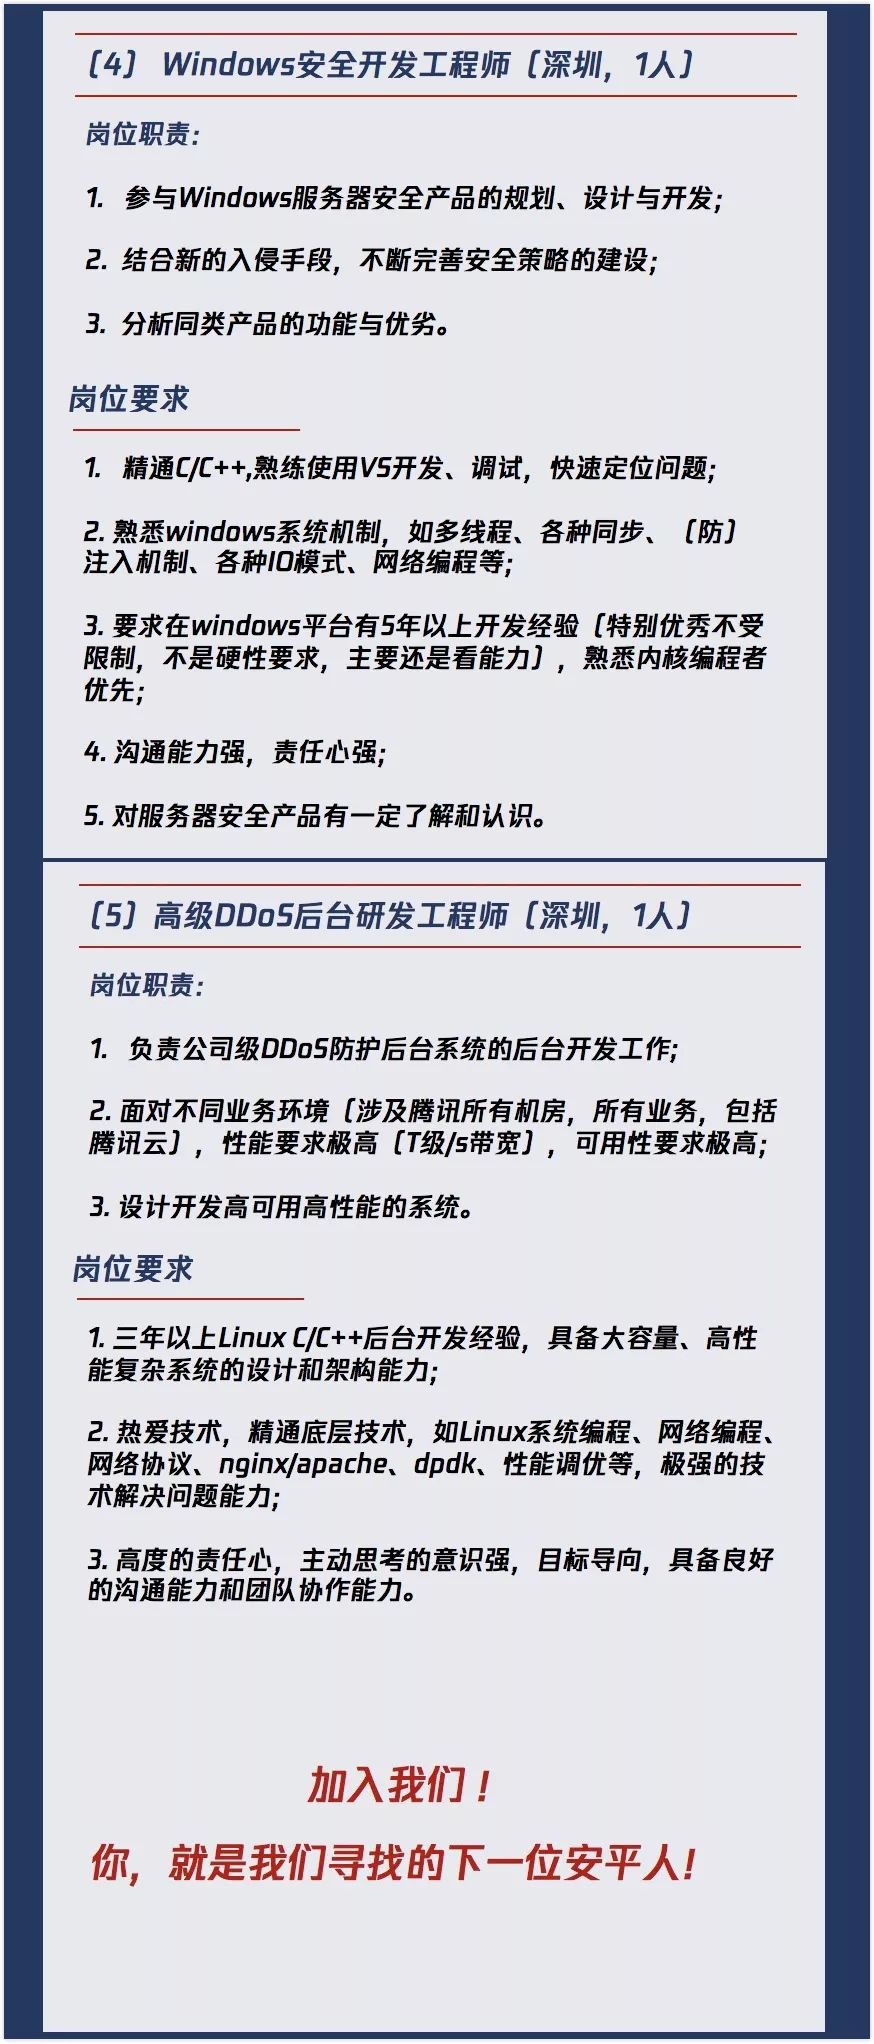 （4） Windows安全开发工程师（深圳，1人）
岗位职责：
1. 参与Windows服务器安全产品的规划、设计与开发；
2. 结合新的入侵手段，不断完善安全策略的建设；
3. 分析同类产品的功能与优劣。
岗位要求
1. 精通C/C++,熟练使用VS开发、调试，快速定位问题；
2. 熟悉windows系统机制，如多线程、各种同步、（防）
注入机制、各种IO模式、网络编程等；
3. 要求在windows平台有5年以上开发经验（特别优秀不受
限制，不是硬性要求，主要还是看能力），熟悉内核编程者
优先；
4. 沟通能力强，责任心强；
5. 对服务器安全产品有一定了解和认识。
（5）高级DDoS后台研发工程师（深圳，1人）
岗位职责：
1. 负责公司级DDoS防护后台系统的后台开发工作；
2. 面对不同业务环境（涉及腾讯所有机房，所有业务，包括
腾讯云），性能要求极高（T级/s带宽），可用性要求极高；
3. 设计开发高可用高性能的系统。
岗位要求
1. 三年以上Linux C/C++后台开发经验，具备大容量、高性
能复杂系统的设计和架构能力；
2. 热爱技术，精通底层技术，如Linux系统编程、网络编程、
网络协议、nginx/apache、dpdk、性能调优等，极强的技
术解决问题能力；
3. 高度的责任心，主动思考的意识强，目标导向，具备良好
的沟通能力和团队协作能力。
加入我们！
你，就是我们寻找的下一位安平人！